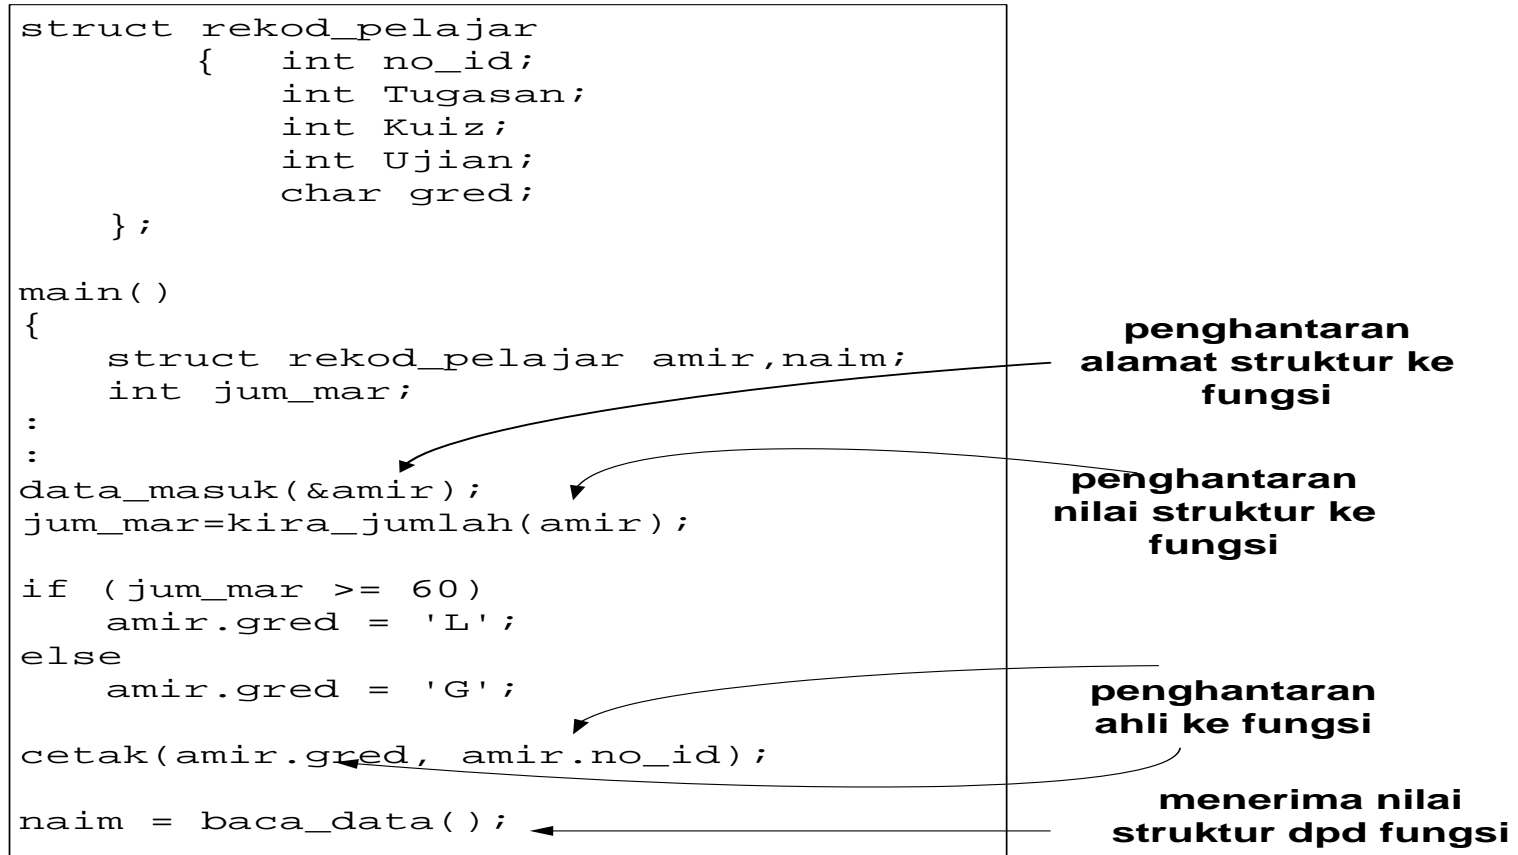 struct rekod_pelajar
{ int no_id;
int Tugasan;
int Kuiz;
int Ujian;
char gred;
};
main()
{
struct rekod_pelajar amir,naim;
int jum_mar;
:
:
data_masuk(&amir);
jum_mar=kira_jumlah(amir);
if (jum_mar >= 60)
amir.gred = 'L';
else
amir.gred = 'G';
cetak(amir.gred, amir.no_id);
naim = baca_data();
penghantaran
alamat struktur ke
fungsi
penghantaran
nilai struktur ke
fungsi
penghantaran
ahli ke fungsi
menerima nilai
struktur dpd fungsi